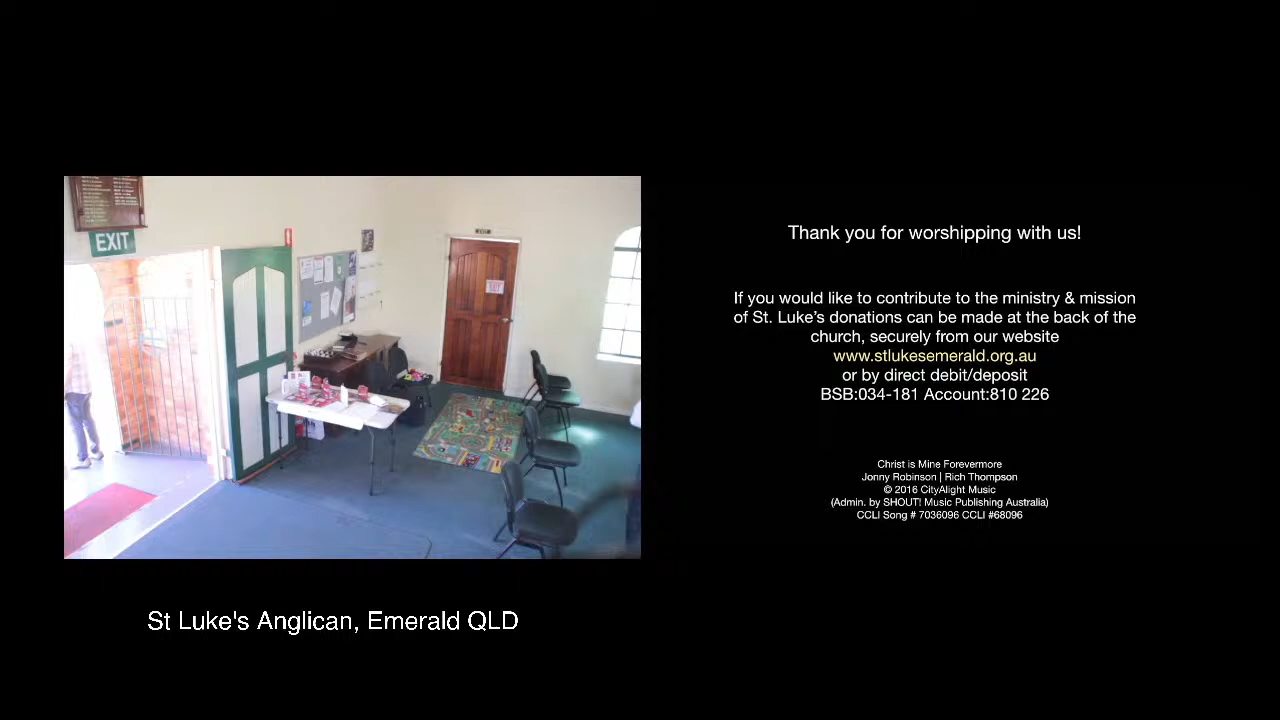 EXIT
Thank you for worshipping with us!
If you would like to contribute to the ministry & mission
of St. Luke’s donations can be made at the back of the
church, securely from our website
www.stlukesemerald.org.au
or by direct debit/deposit
BSB:034-181 Account:810 226
Christ is Mine Forevermore
Jonny Robinson | Rich Thompson
© 2016 CityAlight Music
(Admin. by SHOUT! Music Publishing Australia)
CCLI Song # 7036096 CCLI #68096
St Luke's Anglican, Emerald QLD